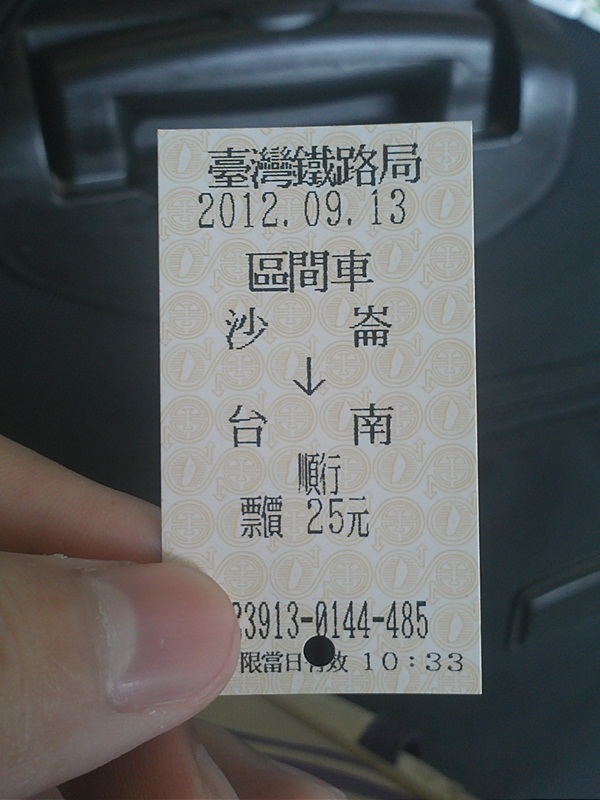 臺灣鐵路局
2012.09.13
區間車
沙 崙
↓
台 南
順行
票價 25元
23913-0144-485
限當日有效 10:33